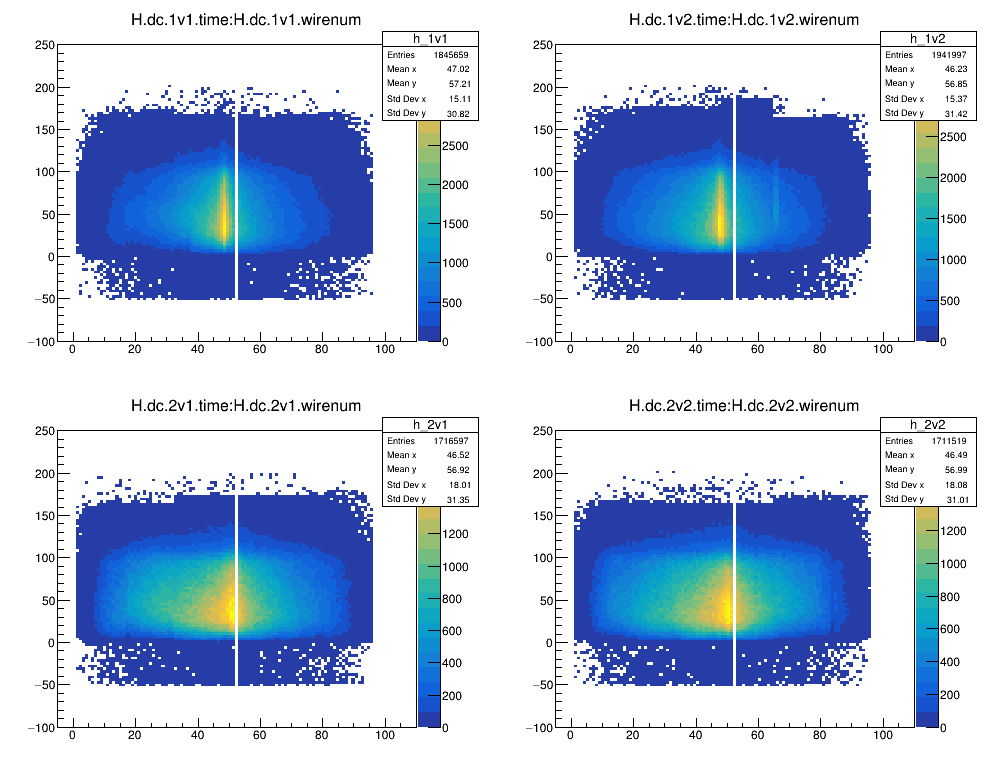 H.dc.1v1.time:H.dc.1v1.wirenum
h_1v1
Entries 1845659
Mean x 47.02
Mean y 57.21
Std Dev x 15.11
Std Dev y 30.82
250
200
150
100
50
0
−50
−100
0 20 40 60 80 100
2500
2000
1500
1000
500
0
H.dc.1v2.time:H.dc.1v2.wirenum
h_1v2
Entries 1941997
Mean x 46.23
Mean y 56.85
Std Dev x 15.37
Std Dev y 31.42
250
200
150
100
50
0
−50
−100
0 20 40 60 80 100
2500
2000
1500
1000
500
0
H.dc.2v1.time:H.dc.2v1.wirenum
h_2v1
Entries 1716597
Mean x 46.52
Mean y 56.92
Std Dev x 18.01
Std Dev y 31.35
250
200
150
100
50
0
−50
−100
0 20 40 60 80 100
1200
1000
800
600
400
200
0
H.dc.2v2.time:H.dc.2v2.wirenum
h_2v2
Entries 1711519
Mean x 46.49
Mean y 56.99
Std Dev x 18.08
Std Dev y 31.01
250
200
150
100
50
0
−50
−100
0 20 40 60 80 100
1200
1000
800
600
400
200
0